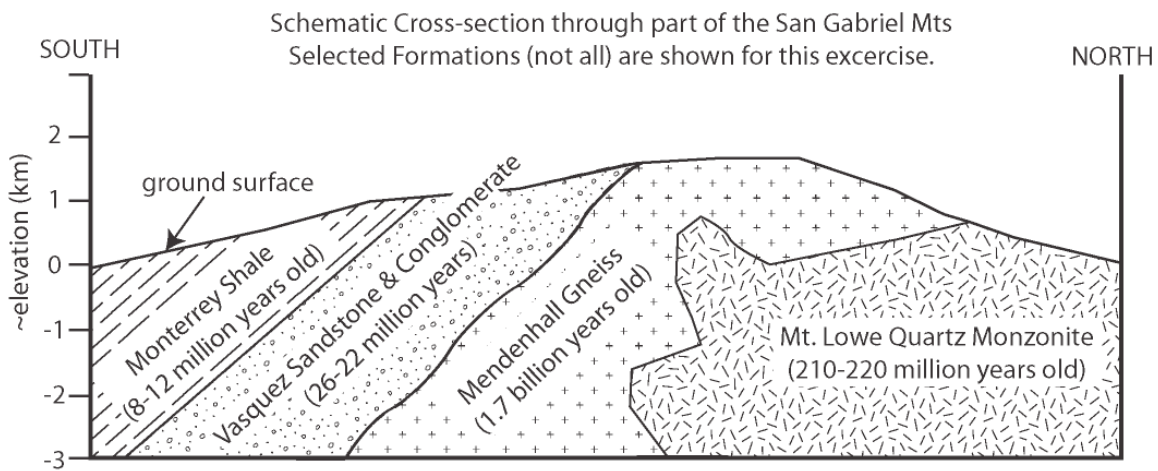 Schematic Cross-section through part of the San Gabriel Mts
Selected Formations (not all) are shown for this excercise.
SOUTH
NORTH
~elevation (km)
2
1
0
-1
-2
-3
ground surface
Monterrey Shale
(8-12 million years old)
Vasquez Sandstone & Conglomerate
(26-22 million years)
Mendenhall Gneiss
(1.7 billion years old)
Mt. Lowe Quartz Monzonite
(210-220 million years old)